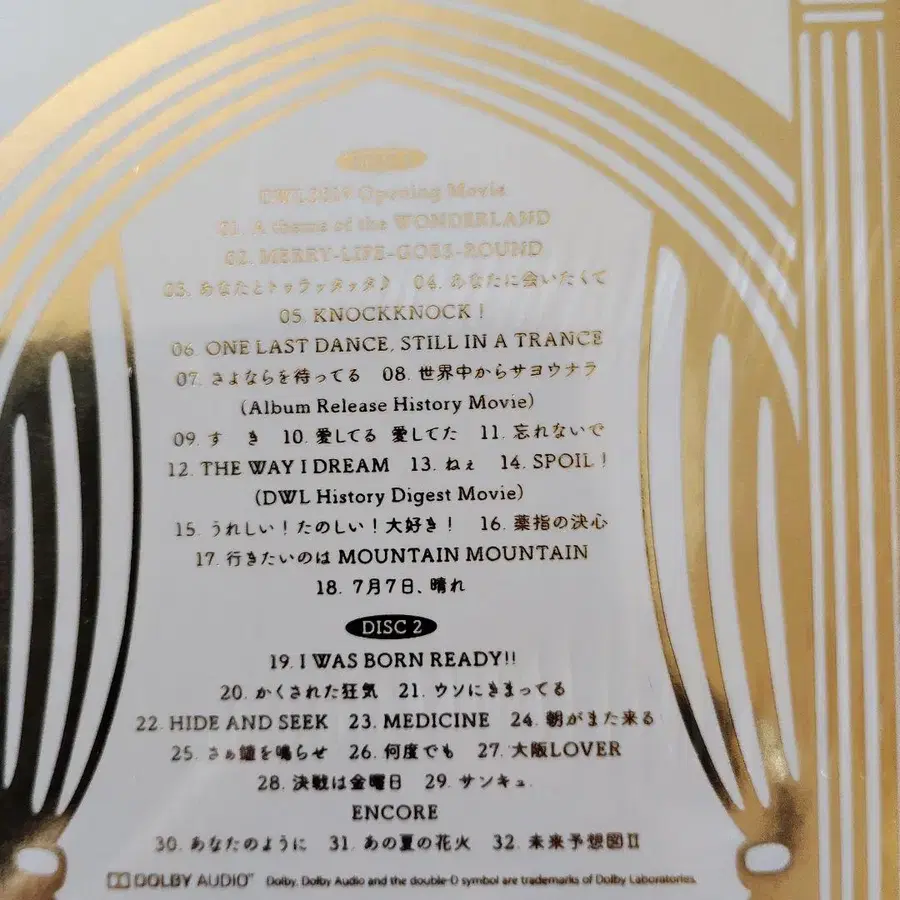 DISC 1
DWL2019 Opening Movie
01. A theme of the WONDERLAND
02. MERRY-LIFE-GOES-ROUND
03. あなたとトゥラッタッタ♪ 04. あなたに会いたくて
05. KNOCKKNOCK!
06. ONE LAST DANCE, STILL IN A TRANCE
07. さよならを待ってる 08. 世界中からサヨウナラ
(Album Release History Movie)
09. す き 10. 愛してる 愛してた 11. 忘れないで
12. THE WAY I DREAM 13. ねぇ 14. SPOIL!
(DWL History Digest Movie)
15. うれしい!たのしい!大好き! 16. 薬指の決心
17. 行きたいのは MOUNTAIN MOUNTAIN
18. 7月7日、晴れ
DISC 2
19. I WAS BORN READY!!
20. かくされた狂気 21. ウソにきまってる
22. HIDE AND SEEK 23. MEDICINE 24. 朝がまた来る
25. さぁ鐘を鳴らせ 26. 何度でも 27. 大阪LOVER
28. 決戦は金曜日 29. サンキュ.
ENCORE
30. あなたのように 31. あの夏の花火 32. 未来予想図II
DOLBY AUDIO™ Dolby, Dolby Audio and the double-D symbol are trademarks of Dolby Laboratories.